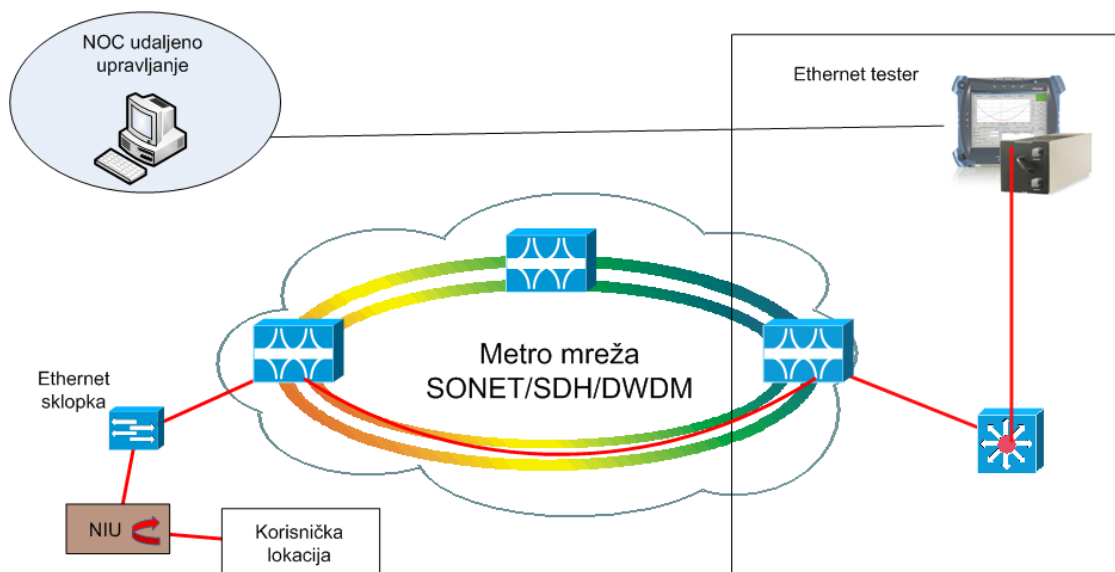 NOC udaljeno
upravljanje
Ethernet tester
Metro mreža
SONET/SDH/DWDM
Ethernet
sklopka
NIU
Korisnička
lokacija